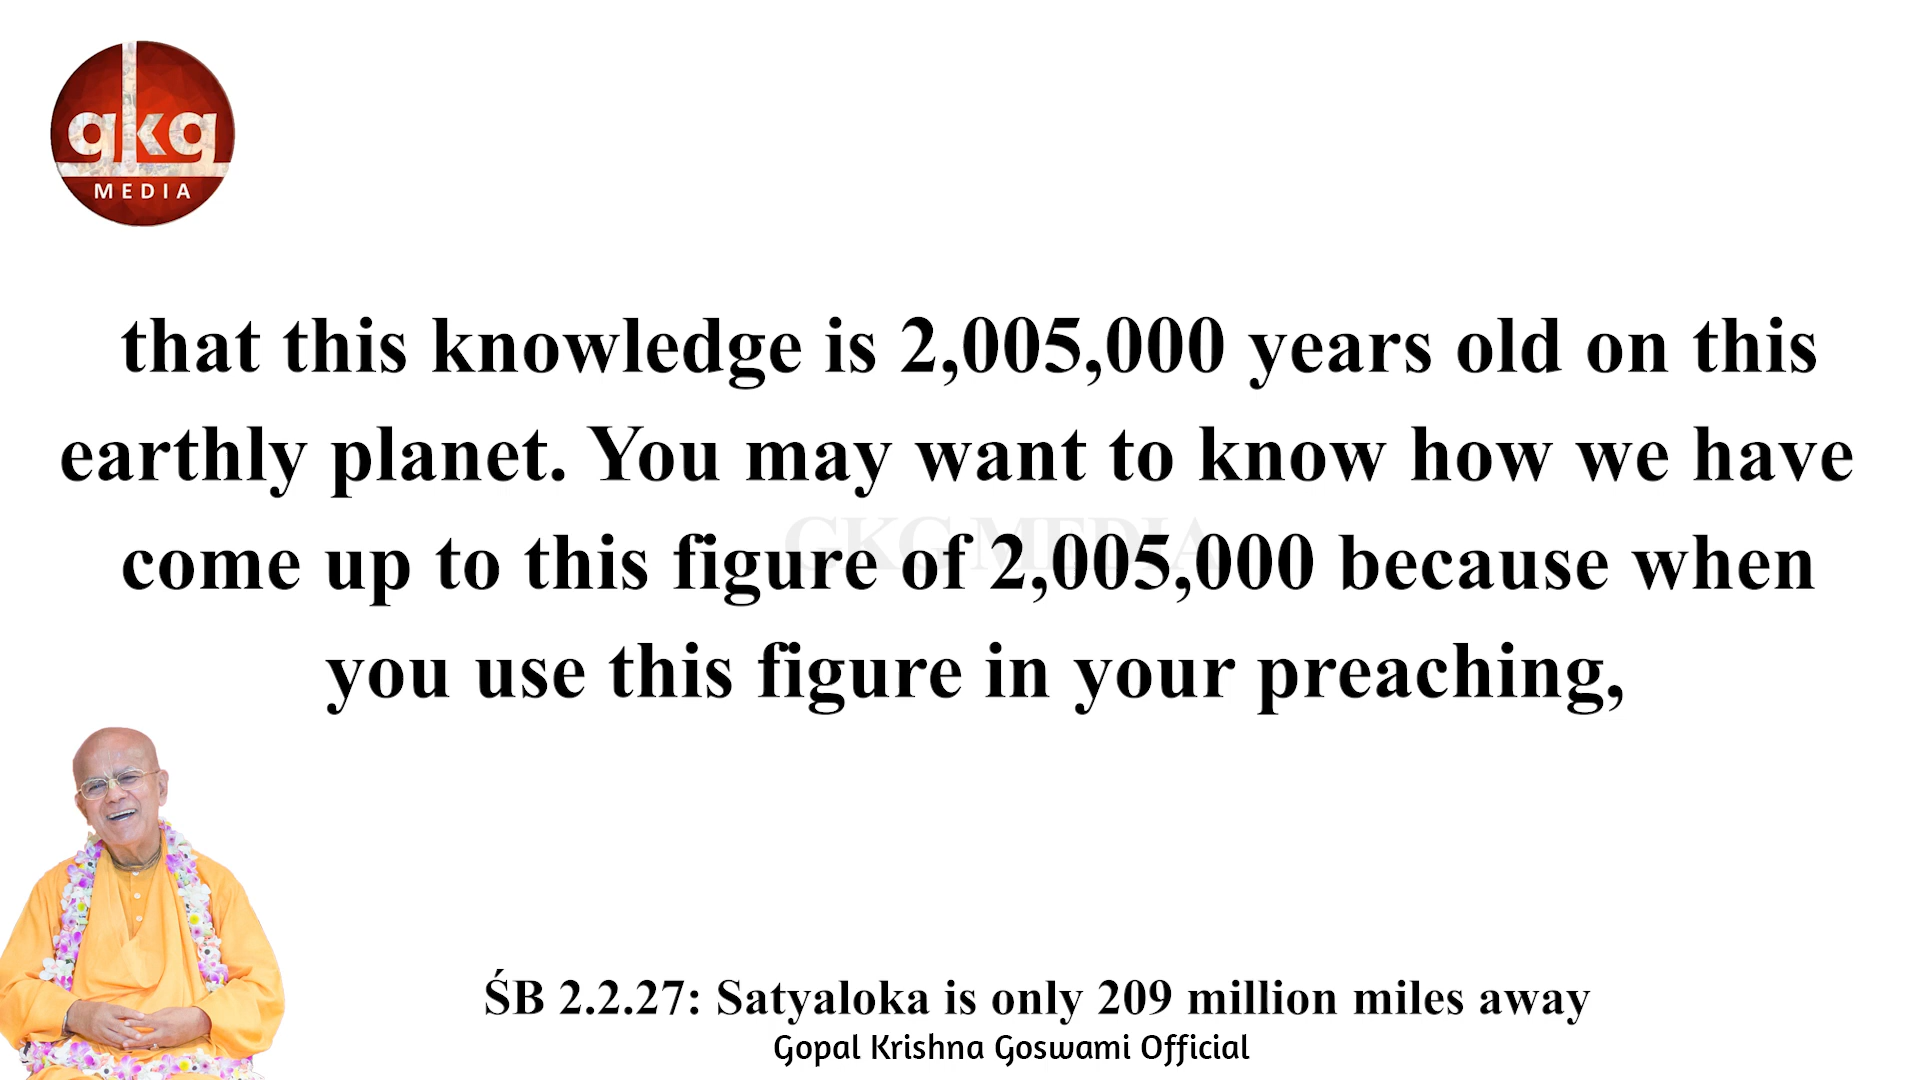 gkg
MEDIA
that this knowledge is 2,005,000 years old on this
earthly planet. You may want to know how we have
GKG MEDIA
come up to this figure of 2,005,000 because when
you use this figure in your preaching,
ŚB 2.2.27: Satyaloka is only 209 million miles away
Gopal Krishna Goswami Official